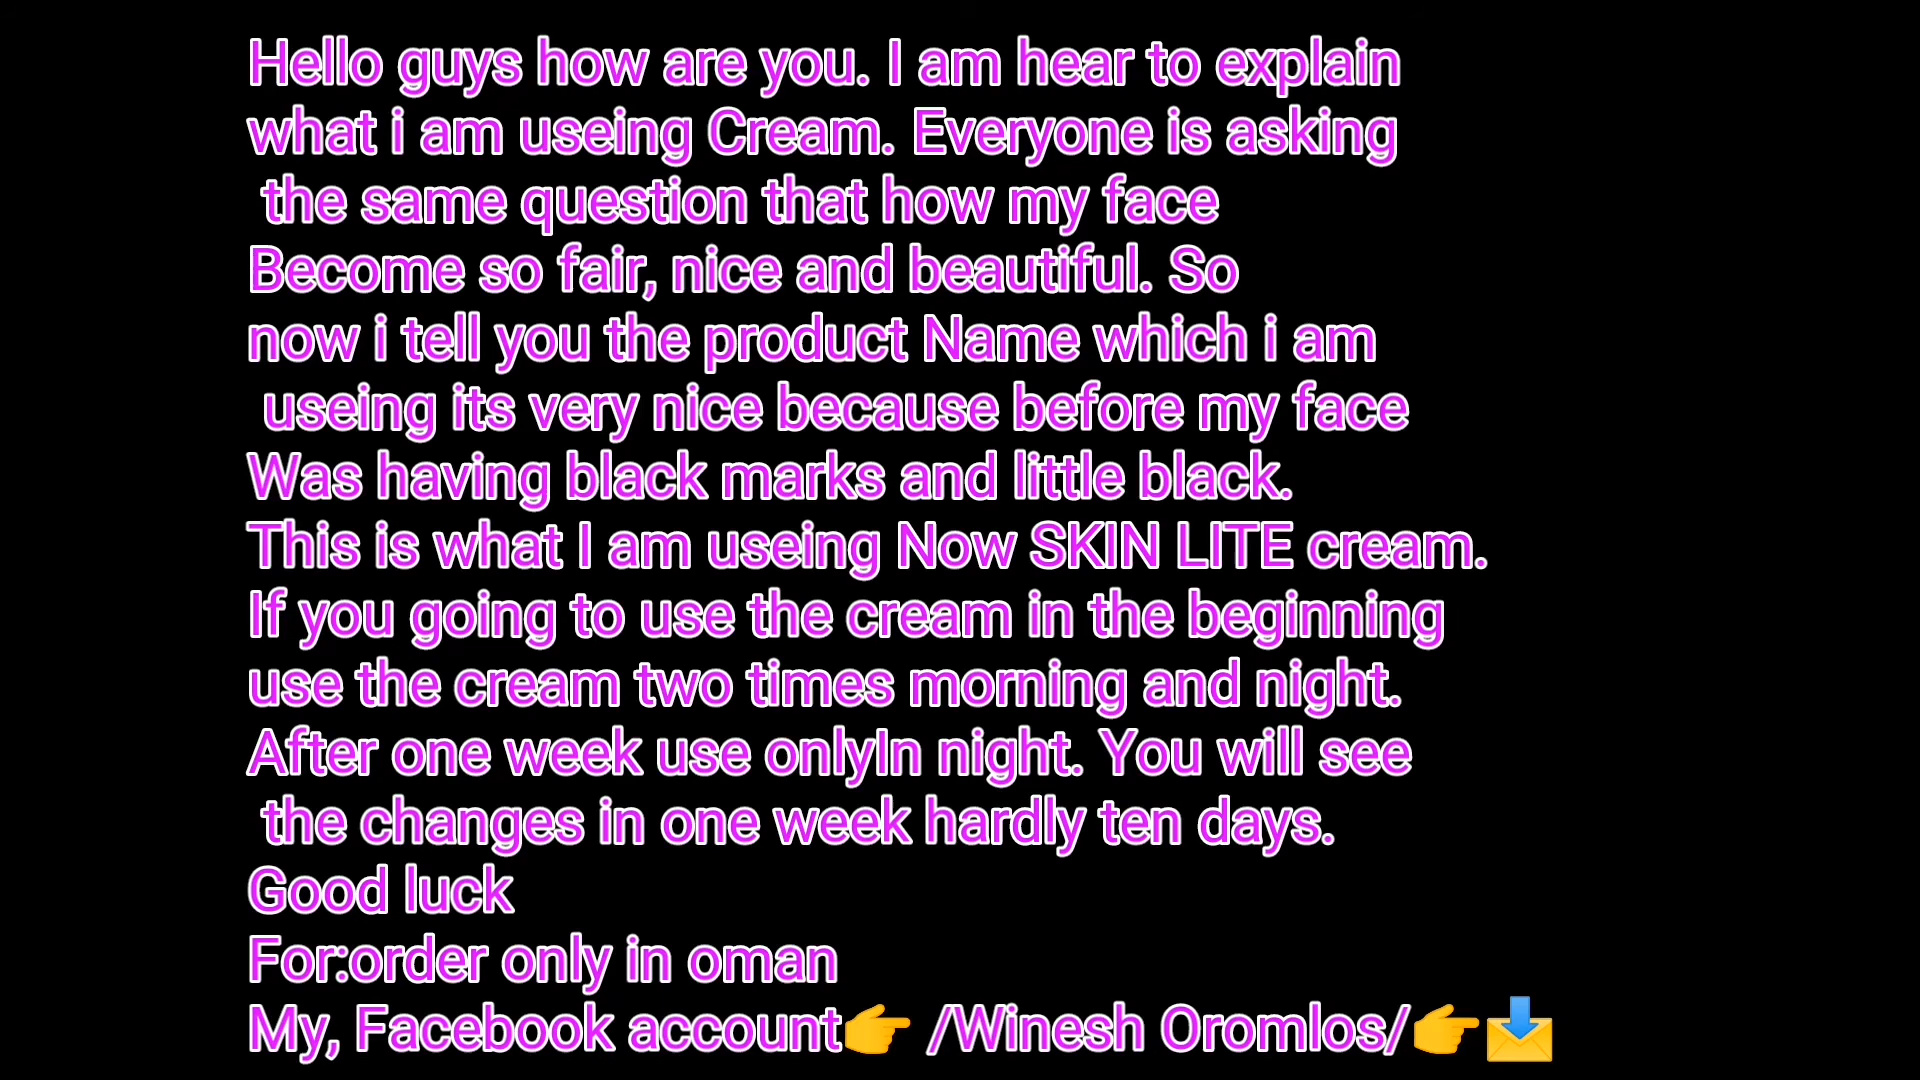 Hello guys how are you. I am hear to explain
what i am useing Cream. Everyone is asking
the same question that how my face
Become so fair, nice and beautiful. So
now i tell you the product Name which i am
useing its very nice because before my face
Was having black marks and little black.
This is what I am useing Now SKIN LITE cream.
If you going to use the cream in the beginning
use the cream two times morning and night.
After one week use onlyIn night. You will see
the changes in one week hardly ten days.
Good luck
For:order only in oman
My, Facebook account👉 /Winesh Oromlos/👉📩